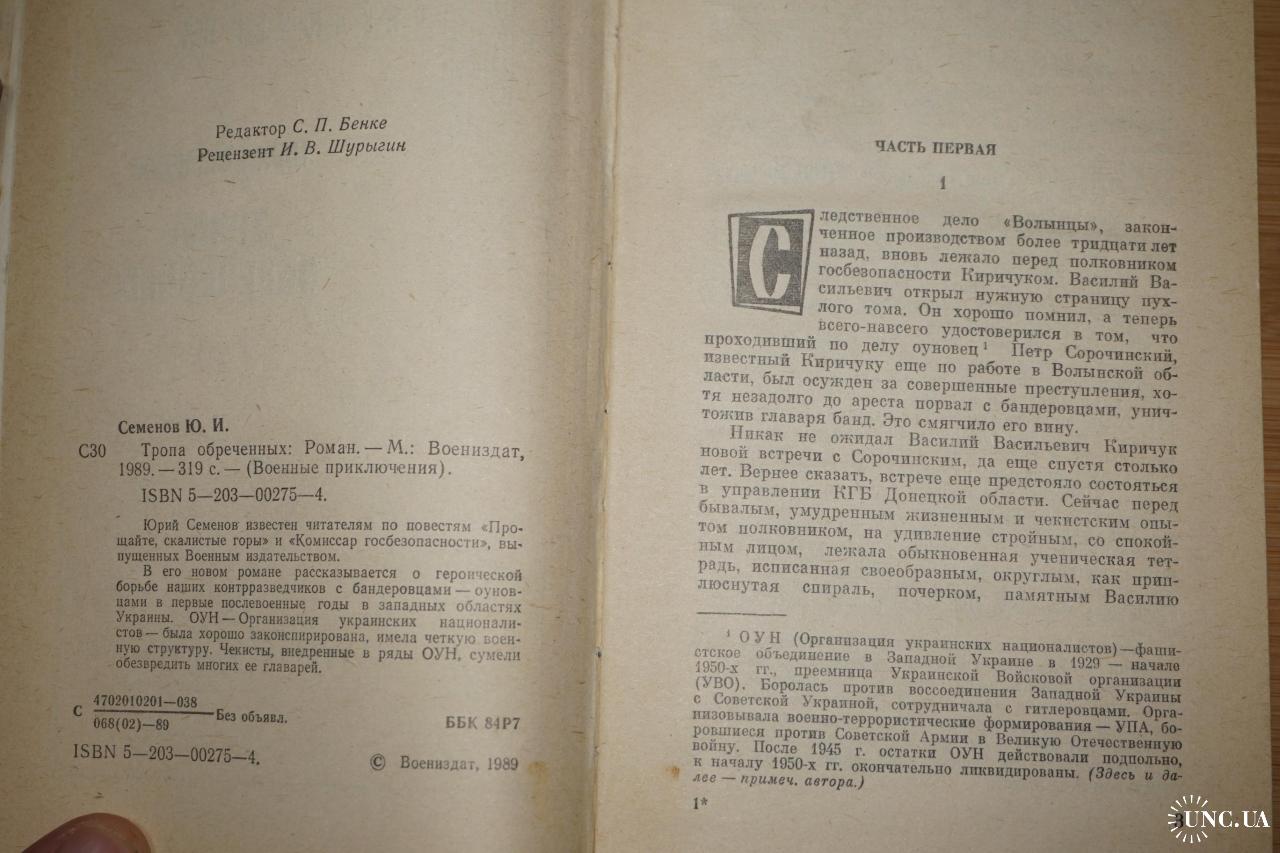 Редактор С. П. Бенке
Рецензент И. В. Шурыгин
Семенов Ю. И.
С30 Тропа обреченных: Роман. — М.: Воениздат,
1989. — 319 с. — (Военные приключения).
ISBN 5—203—00275—4.
Юрий Семенов известен читателям по повестям «Про-
щайте, скалистые горы» и «Комиссар госбезопасности», вы-
пущенных Военным издательством.
В его новом романе рассказывается о героической
борьбе наших контрразведчиков с бандеровцами — оунов-
цами в первые послевоенные годы в западных областях
Украины. ОУН — Организация украинских национали-
стов — была хорошо законспирирована, имела четкую воен-
ную структуру. Чекисты, внедренные в ряды ОУН, сумели
обезвредить многих ее главарей.
С 4702010201—038
068(02)—89 Без объявл.
ББК 84Р7
ISBN 5—203—00275—4.
© Воениздат, 1989
ЧАСТЬ ПЕРВАЯ
1
Следственное дело «Волынцы», закон-
ченное производством более тридцати лет
назад, вновь лежало перед полковником
госбезопасности Киричуком. Василий Ва-
сильевич открыл нужную страницу пух-
лого тома. Он хорошо помнил, а теперь
всего-навсего удостоверился в том, что
проходивший по делу оуновец¹ Петр Сорочинский,
известный Киричуку еще по работе в Волынской об-
ласти, был осужден за совершенные преступления, хо-
тя незадолго до ареста порвал с бандеровцами, унич-
тожив главаря банд. Это смягчило его вину.
Никак не ожидал Василий Васильевич Киричук
новой встречи с Сорочинским, да еще спустя столько
лет. Вернее сказать, встрече еще предстояло состояться
в управлении КГБ Донецкой области. Сейчас перед
бывалым, умудренным жизненным и чекистским опы-
том полковником, на удивление стройным, со спокой-
ным лицом, лежала обыкновенная ученическая тет-
радь, исписанная своеобразным, округлым, как прип-
люснутая спираль, почерком, памятным Василию
¹ ОУН (Организация украинских националистов) — фаши-
стское объединение в Западной Украине в 1929 — начале
1950-х гг., преемница Украинской Войсковой организации
(УВО). Боролась против воссоединения Западной Украины
с Советской Украиной, сотрудничала с гитлеровцами. Орга-
низовывала военно-террористические формирования — УПА, бо-
ровшиеся против Советской Армии в Великую Отечественную
войну. После 1945 г. остатки ОУН действовали подпольно,
к началу 1950-х гг. окончательно ликвидированы. (Здесь и да-
лее — примеч. автора.)
1*
3
UNC.UA